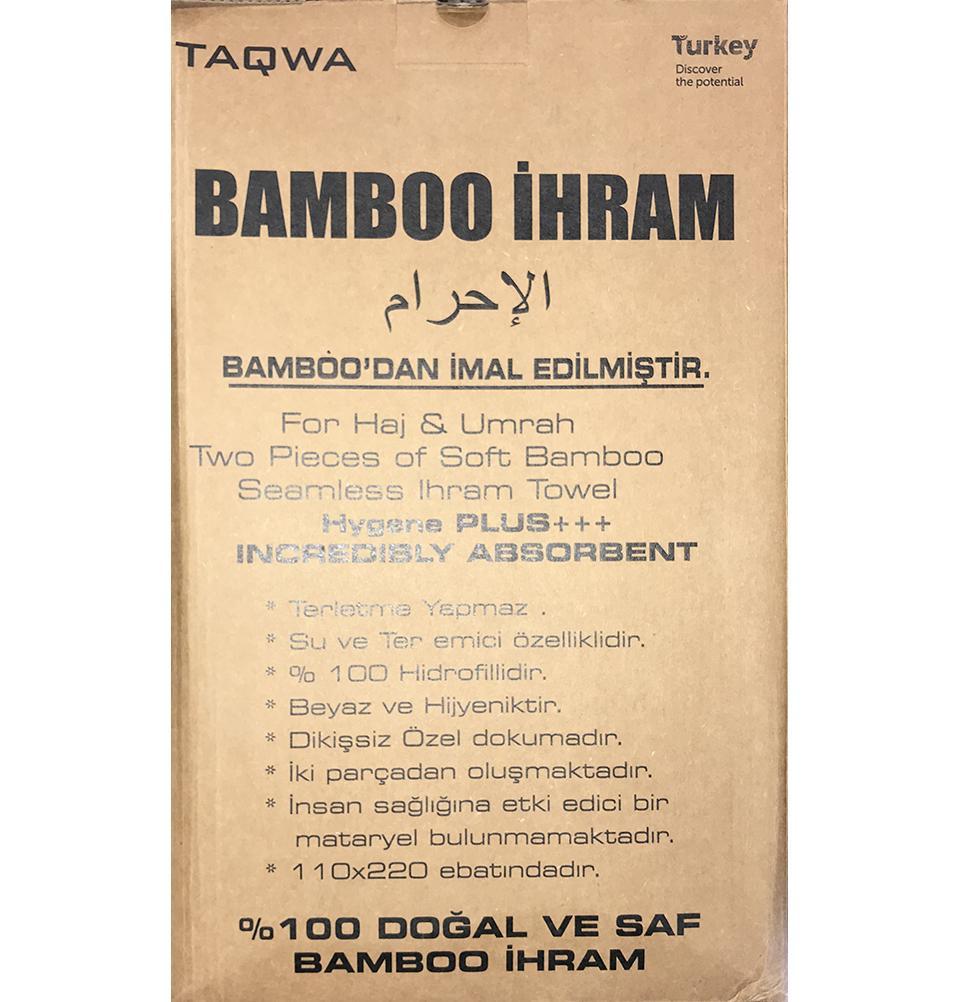 TAQWA
Turkey
Discover
the potential
BAMBOO İHRAM
الإحرام
BAMBOO'DAN İMAL EDİLMİŞTİR.
For Haj & Umrah
Two Pieces of Soft Bamboo
Seamless Ihram Towel
Hygene PLUS+++
INCREDIBLY ABSORBENT
* Terletme Yapmaz .
* Su ve Ter emici özelliklidir.
* % 100 Hidrofillidir.
* Beyaz ve Hijyeniktir.
* Dikişsiz Özel dokumadır.
* İki parçadan oluşmaktadır.
* İnsan sağlığına etki edici bir
mataryel bulunmamaktadır.
* 110x220 ebatındadır.
%100 DOĞAL VE SAF
BAMBOO İHRAM